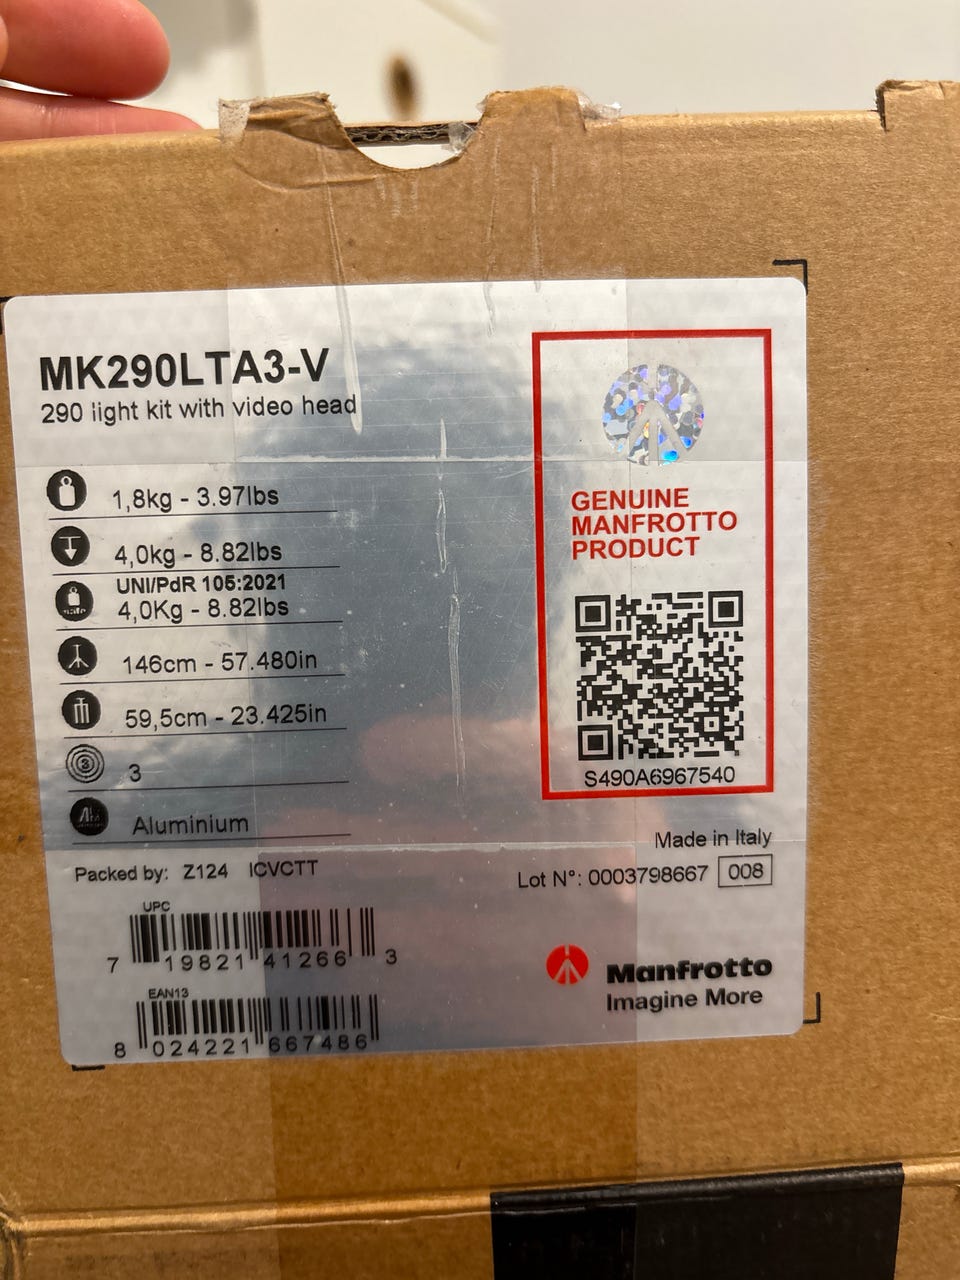 MK290LTA3-V
290 light kit with video head
1,8kg - 3.97lbs
4,0kg - 8.82lbs
UNI/PdR 105:2021
safe
4,0Kg - 8.82lbs
146cm - 57.480in
59,5cm - 23.425in
3
3
Aluminium
GENUINE
MANFROTTO
PRODUCT
S490A6967540
Made in Italy
Packed by: Z124 ICVCTT
Lot N°: 0003798667 008
UPC
7 19821 41266 3
EAN13
8 024221 667486
Manfrotto
Imagine More